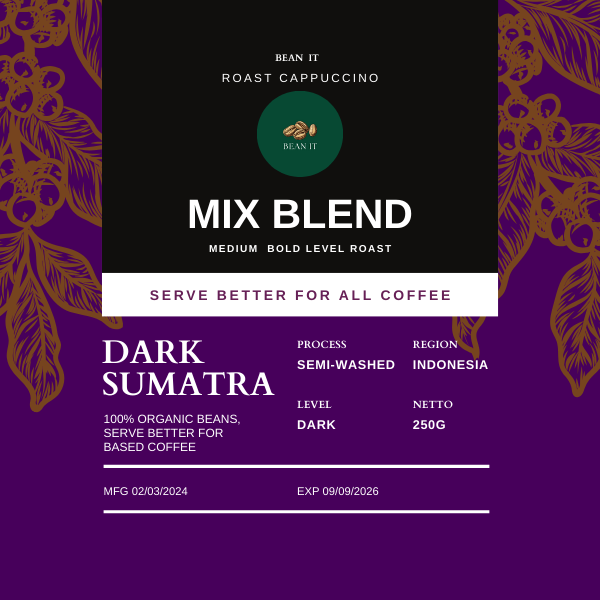 BEAN IT
ROAST CAPPUCCINO
BEAN IT
MIX BLEND
MEDIUM BOLD LEVEL ROAST
SERVE BETTER FOR ALL COFFEE
DARK
SUMATRA
100% ORGANIC BEANS,
SERVE BETTER FOR
BASED COFFEE
PROCESS
SEMI-WASHED
REGION
INDONESIA
LEVEL
DARK
NETTO
250G
MFG 02/03/2024
EXP 09/09/2026